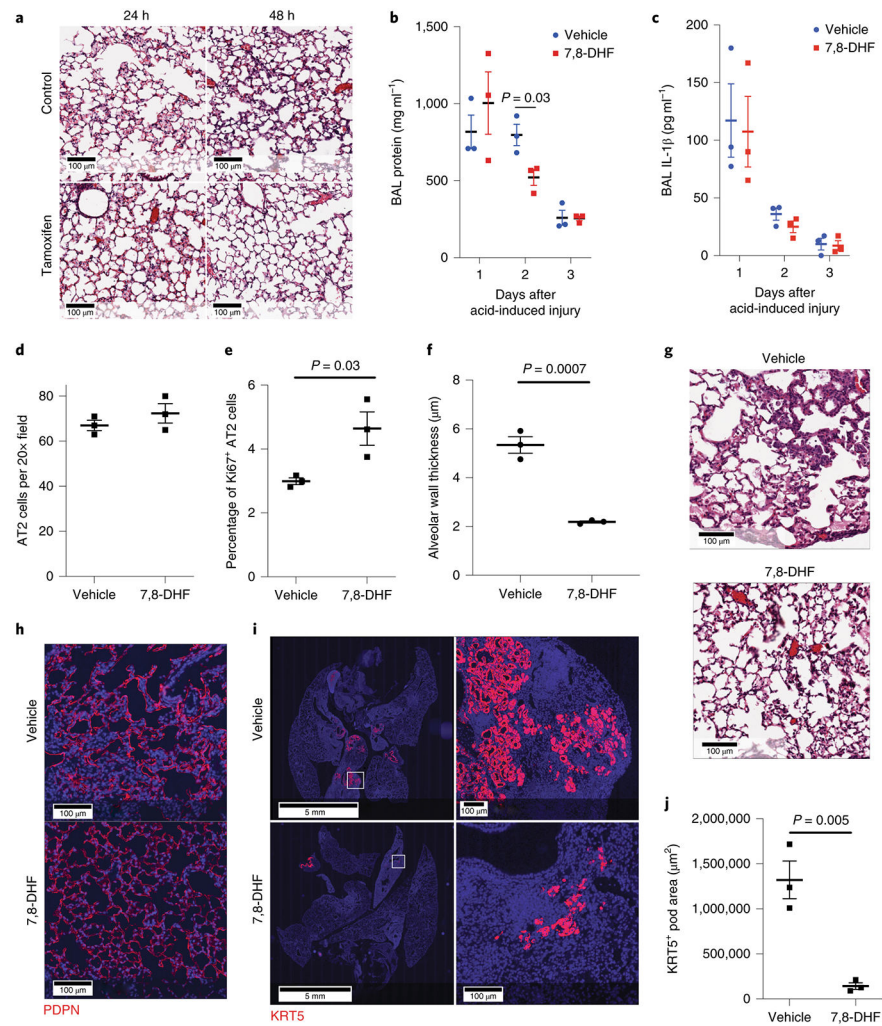 a
24 h
48 h
Control
100 μm
100 μm
Tamoxifen
100 μm
100 μm
b
Vehicle
7,8-DHF
1,500
P = 0.03
1,000
500
0
BAL protein (mg ml−1)
1
2
3
Days after
acid-induced injury
c
Vehicle
7,8-DHF
200
150
100
50
0
BAL IL-1β (pg ml−1)
1
2
3
Days after
acid-induced injury
d
80
60
40
20
0
AT2 cells per 20x field
Vehicle
7,8-DHF
e
P = 0.03
6
4
2
0
Percentage of Ki67+ AT2 cells
Vehicle
7,8-DHF
f
P = 0.0007
8
6
4
2
0
Alveolar wall thickness (μm)
Vehicle
7,8-DHF
g
Vehicle
100 μm
7,8-DHF
100 μm
h
Vehicle
100 μm
7,8-DHF
100 μm
PDPN
i
Vehicle
5 mm
100 μm
7,8-DHF
5 mm
100 μm
KRT5
j
2,000,000
P = 0.005
1,500,000
1,000,000
500,000
0
KRT5+ pod area (μm2)
Vehicle
7,8-DHF